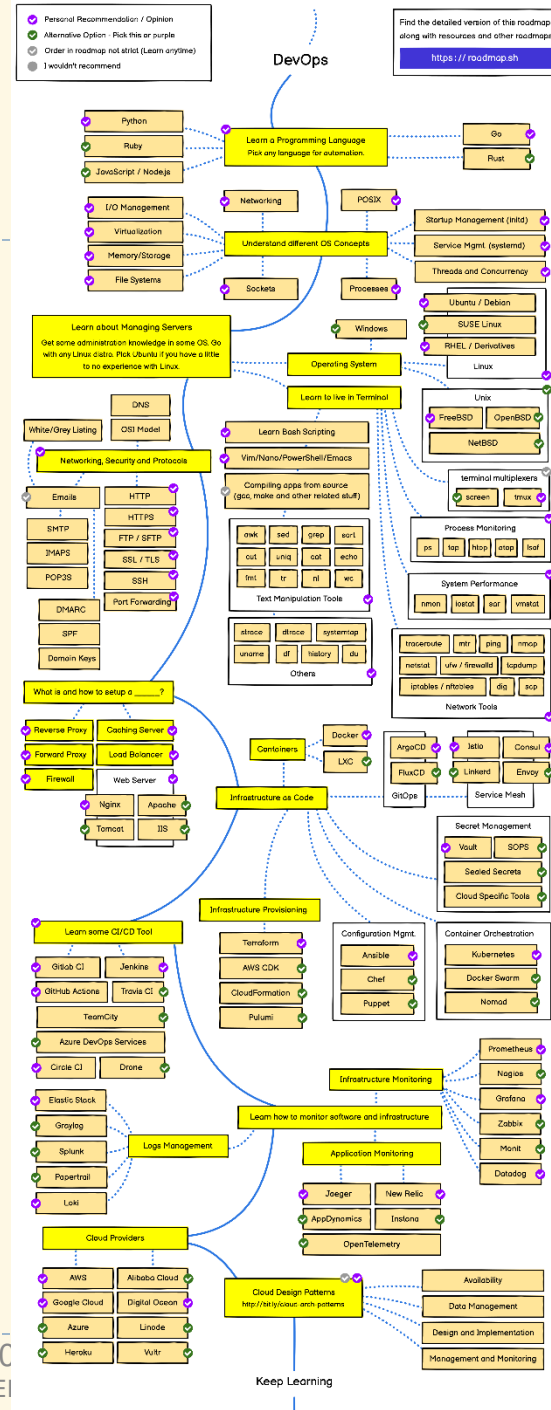 Personal Recommendation / Opinion
Alternative Option - Pick this or purple
Order in roadmap not strict (Learn anytime)
I wouldn't recommend
DevOps
Find the detailed version of this roadmap
along with resources and other roadmaps
https://roadmap.sh
Python
Ruby
JavaScript / Nodejs
Learn a Programming Language
Pick any language for automation.
Go
Rust
I/O Management
Virtualization
Memory/Storage
File Systems
Networking
Sockets
Understand different OS Concepts
POSIX
Processes
Startup Management (initd)
Service Mgmt. (systemd)
Threads and Concurrency
Learn about Managing Servers
Get some administration knowledge in some OS. Go
with any Linux distro. Pick Ubuntu if you have a little
to no experience with Linux.
Windows
Operating System
Learn to live in Terminal
Ubuntu / Debian
SUSE Linux
RHEL / Derivatives
Linux
Unix
FreeBSD
OpenBSD
NetBSD
DNS
OSI Model
White/Grey Listing
Networking, Security and Protocols
Emails
SMTP
IMAPS
POP3S
DMARC
SPF
Domain Keys
HTTP
HTTPS
FTP / SFTP
SSL / TLS
SSH
Port Forwarding
Learn Bash Scripting
Vim/Nano/PowerShell/Emacs
Compiling apps from source
(gcc, make and other related stuff)
awk sed grep sort
cut uniq cat echo
fmt tr nl wc
Text Manipulation Tools
strace dtrace systemtap
uname df history du
Others
terminal multiplexers
screen tmux
Process Monitoring
ps top htop atop lsof
System Performance
nmon iostat sar vmstat
traceroute mtr ping nmap
netstat ufw / firewalld tcpdump
iptables / nftables dig scp
Network Tools
What is and how to setup a ______?
Reverse Proxy
Caching Server
Forward Proxy
Load Balancer
Firewall
Web Server
Nginx
Apache
Tomcat
IIS
Containers
Docker
LXC
Infrastructure as Code
ArgoCD
FluxCD
GitOps
Istio
Consul
Linkerd
Envoy
Service Mesh
Secret Management
Vault
SOPS
Sealed Secrets
Cloud Specific Tools
Infrastructure Provisioning
Terraform
AWS CDK
CloudFormation
Pulumi
Configuration Mgmt.
Ansible
Chef
Puppet
Container Orchestration
Kubernetes
Docker Swarm
Nomad
Learn some CI/CD Tool
Gitlab CI
Jenkins
GitHub Actions
Travis CI
TeamCity
Azure DevOps Services
Circle CI
Drone
Infrastructure Monitoring
Prometheus
Nagios
Grafana
Zabbix
Monit
Datadog
Learn how to monitor software and infrastructure
Elastic Stack
Graylog
Splunk
Papertrail
Loki
Logs Management
Application Monitoring
Jaeger
New Relic
AppDynamics
Instana
OpenTelemetry
Cloud Providers
AWS
Alibaba Cloud
Google Cloud
Digital Ocean
Azure
Linode
Heroku
Vultr
Cloud Design Patterns
Availability
Data Management
Design and Implementation
Management and Monitoring
Keep Learning